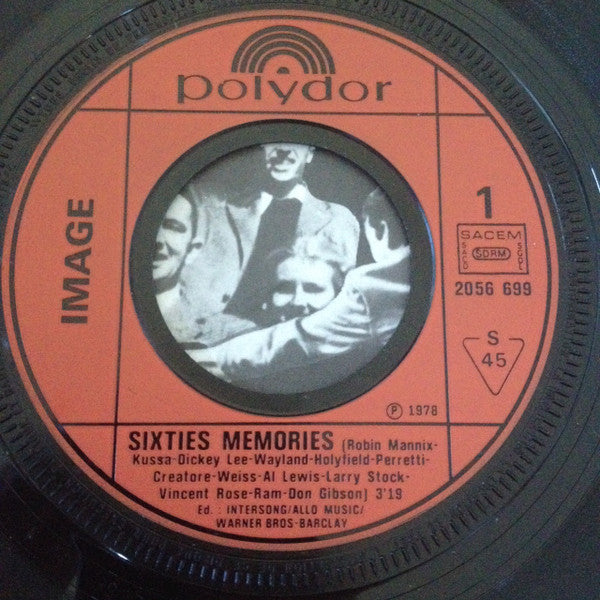 polydor
IMAGE
1
SACEM
SACD
SDRM
SGDL
2056 699
S
45
℗ 1978
SIXTIES MEMORIES (Robin Mannix-
Kussa-Dickey Lee-Wayland-Holyfield-Perretti-
Creatore-Weiss-Al Lewis-Larry Stock-
Vincent Rose-Ram-Don Gibson) 3'19
Ed. : INTERSONG/ALLO MUSIC/
WARNER BROS-BARCLAY